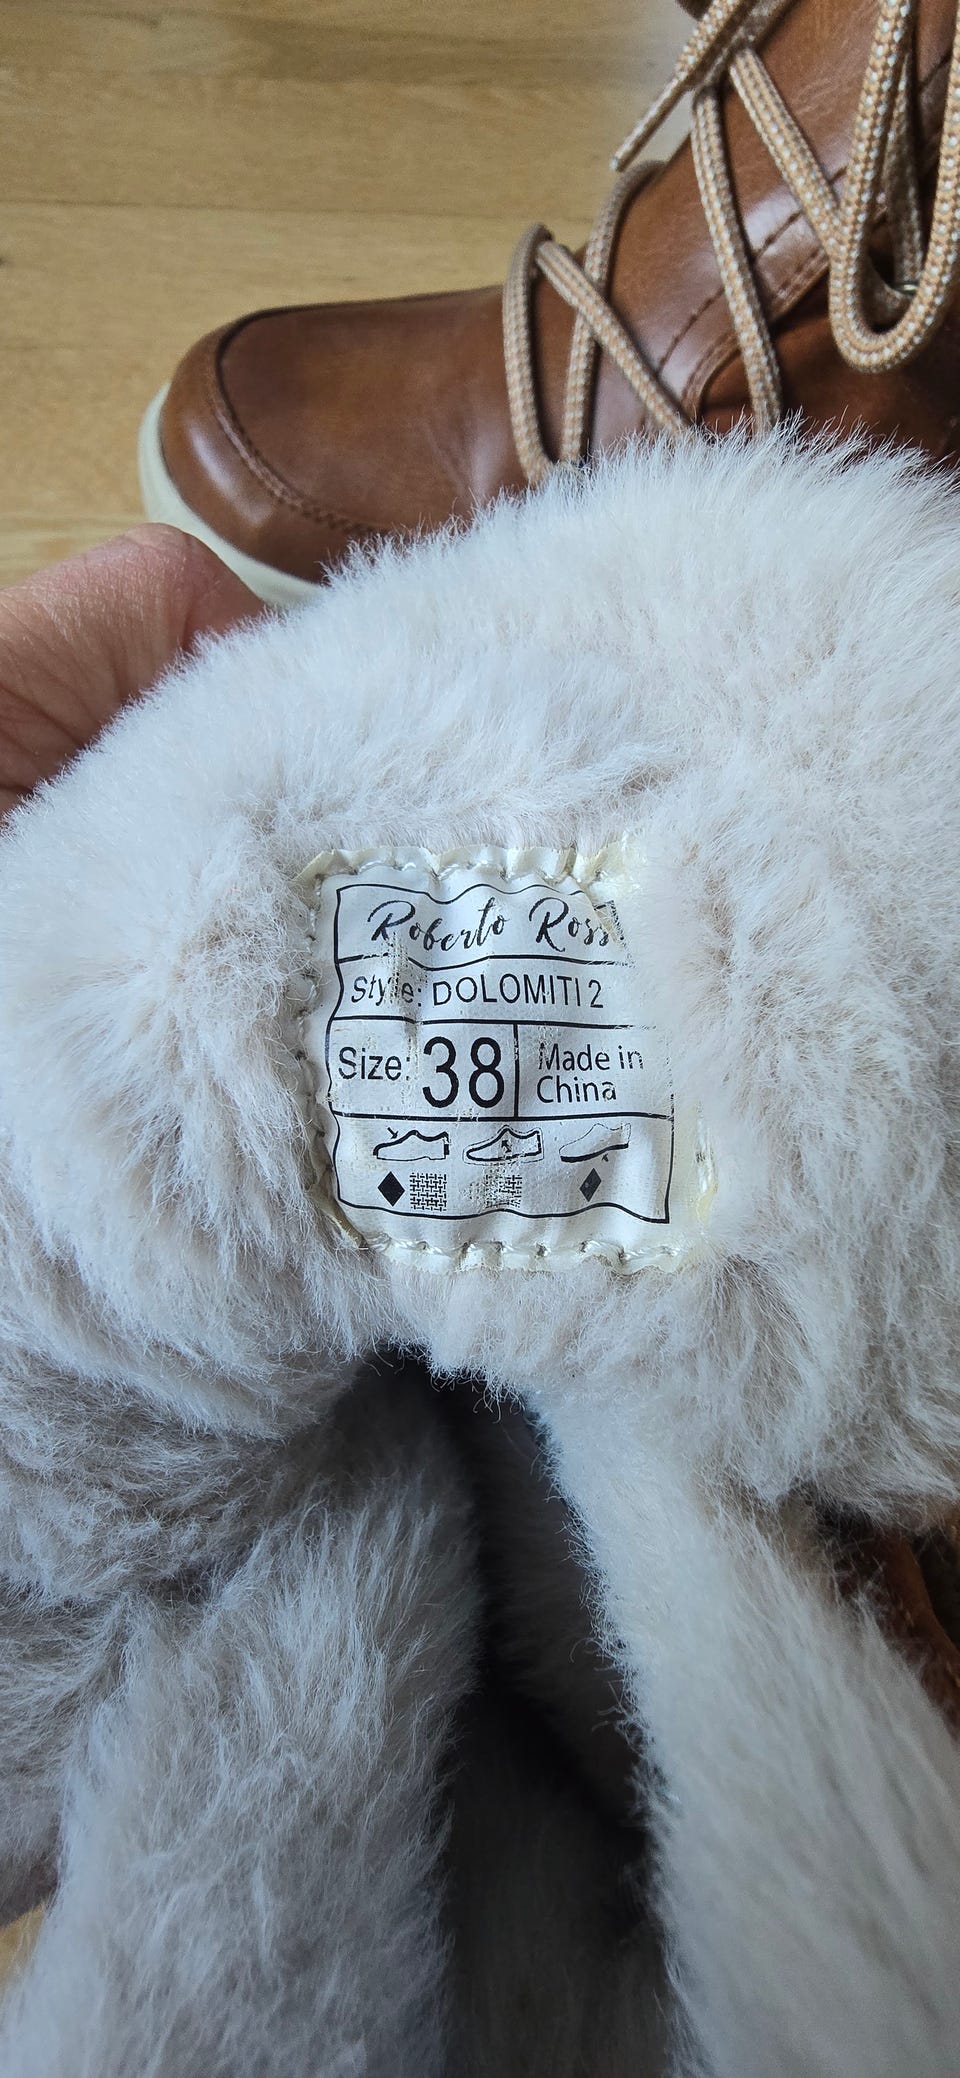 Roberto Ross
Style: DOLOMITI 2
Size: 38
Made in
China